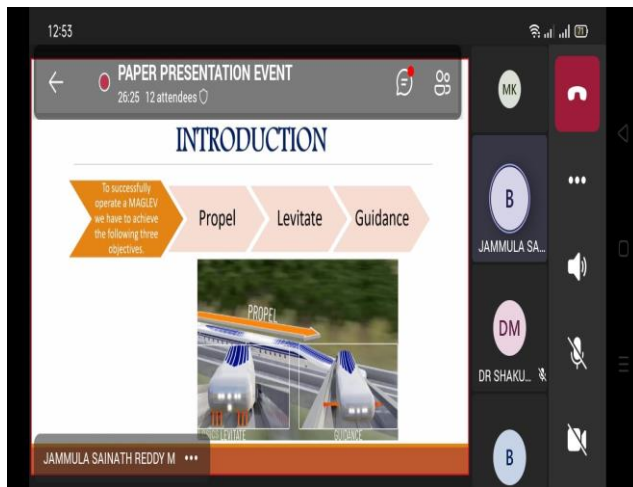 12:53
71
PAPER PRESENTATION EVENT
26:25 12 attendees
MK
INTRODUCTION
To successfully
operate a MAGLEV
we have to achieve
the following three
objectives.
Propel
Levitate
Guidance
B
JAMMULA SA...
PROPEL
LEVITATE
GUIDANCE
DM
DR SHAKU...
JAMMULA SAINATH REDDY M
B